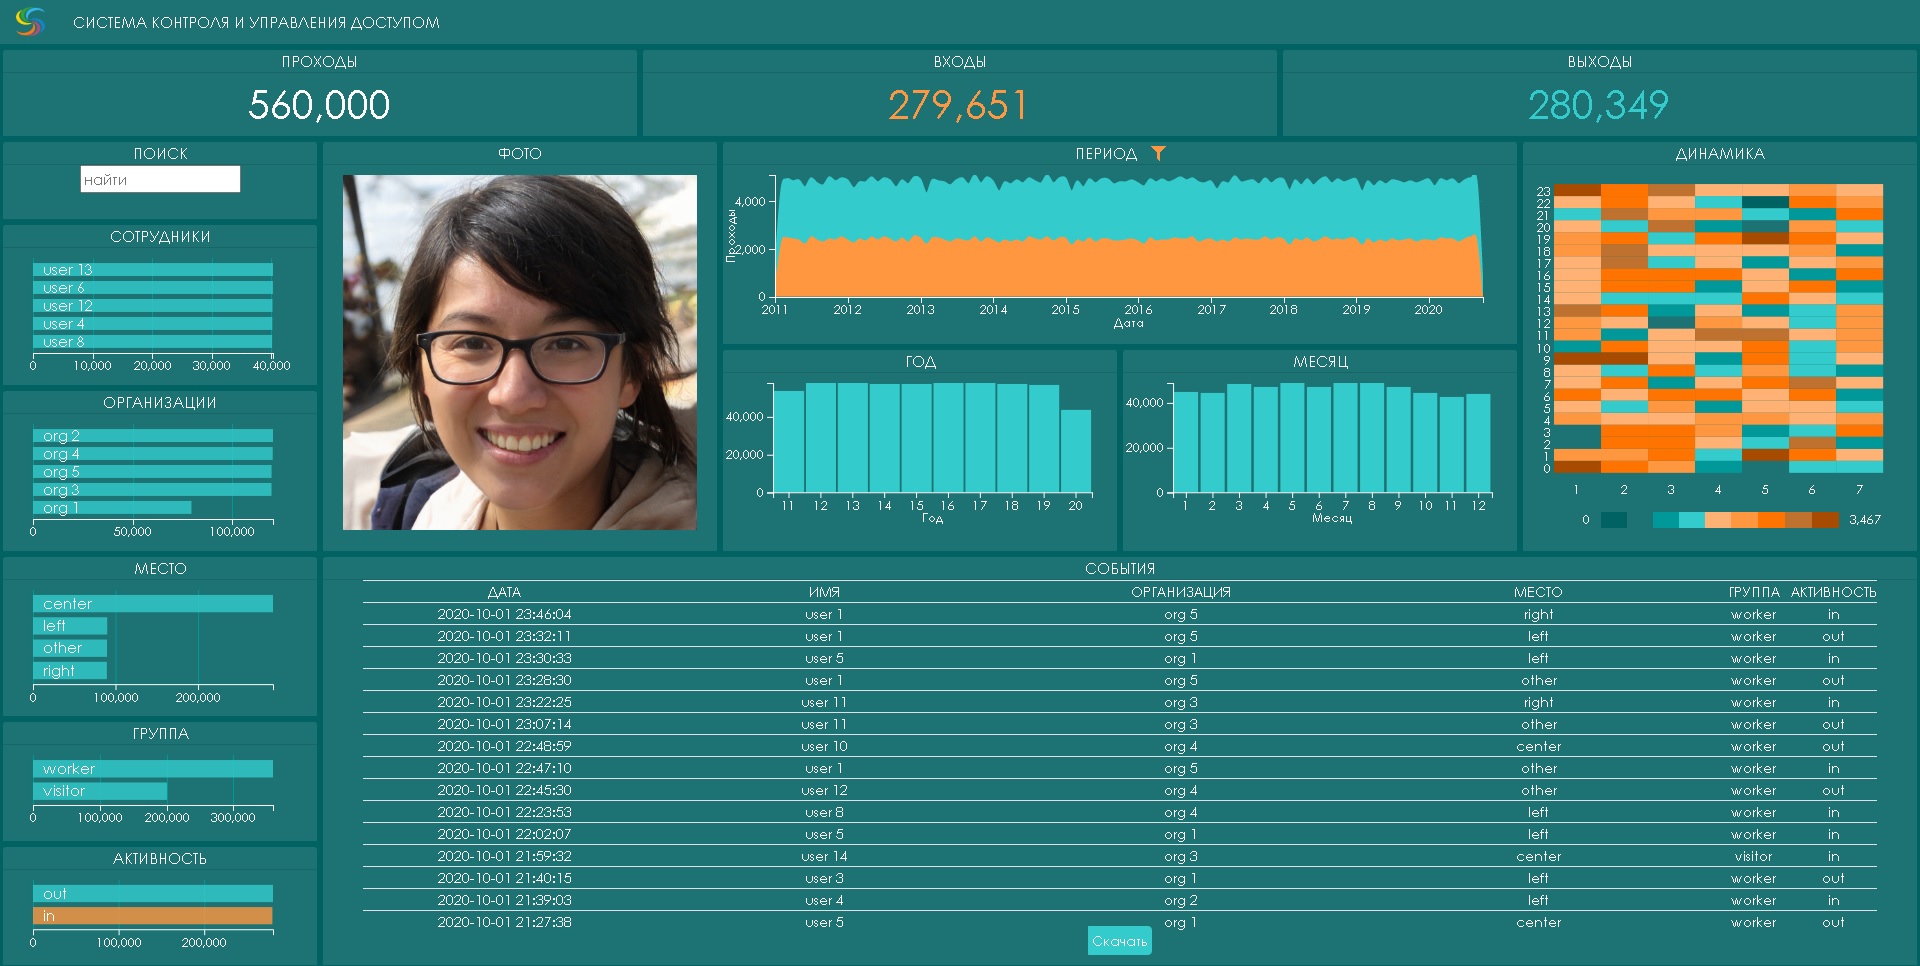 СИСТЕМА КОНТРОЛЯ И УПРАВЛЕНИЯ ДОСТУПОМ
ПРОХОДЫ
560,000
ВХОДЫ
279,651
ВЫХОДЫ
280,349
ПОИСК
найти
СОТРУДНИКИ
user 13
user 6
user 12
user 4
user 8
0 10,000 20,000 30,000 40,000
ОРГАНИЗАЦИИ
org 2
org 4
org 5
org 3
org 1
0 50,000 100,000
МЕСТО
center
left
other
right
0 100,000 200,000
ГРУППА
worker
visitor
0 100,000 200,000 300,000
АКТИВНОСТЬ
out
in
0 100,000 200,000
ФОТО
ПЕРИОД
Проходы
4,000
2,000
0
2011 2012 2013 2014 2015 2016 2017 2018 2019 2020
Дата
ГОД
40,000
20,000
0
11 12 13 14 15 16 17 18 19 20
Год
МЕСЯЦ
40,000
20,000
0
1 2 3 4 5 6 7 8 9 10 11 12
Месяц
ДИНАМИКА
23
22
21
20
19
18
17
16
15
14
13
12
11
10
9
8
7
6
5
4
3
2
1
0
1 2 3 4 5 6 7
0 3,467
СОБЫТИЯ
ДАТА ИМЯ ОРГАНИЗАЦИЯ МЕСТО ГРУППА АКТИВНОСТЬ
2020-10-01 23:46:04 user 1 org 5 right worker in
2020-10-01 23:32:11 user 1 org 5 left worker out
2020-10-01 23:30:33 user 5 org 1 left worker in
2020-10-01 23:28:30 user 1 org 5 other worker out
2020-10-01 23:22:25 user 11 org 3 right worker in
2020-10-01 23:07:14 user 11 org 3 other worker out
2020-10-01 22:48:59 user 10 org 4 center worker out
2020-10-01 22:47:10 user 1 org 5 other worker in
2020-10-01 22:45:30 user 12 org 4 other worker out
2020-10-01 22:23:53 user 8 org 4 left worker in
2020-10-01 22:02:07 user 5 org 1 left worker in
2020-10-01 21:59:32 user 14 org 3 center visitor in
2020-10-01 21:40:15 user 3 org 1 left worker out
2020-10-01 21:39:03 user 4 org 2 left worker in
2020-10-01 21:27:38 user 5 org 1 center worker out
Скачать